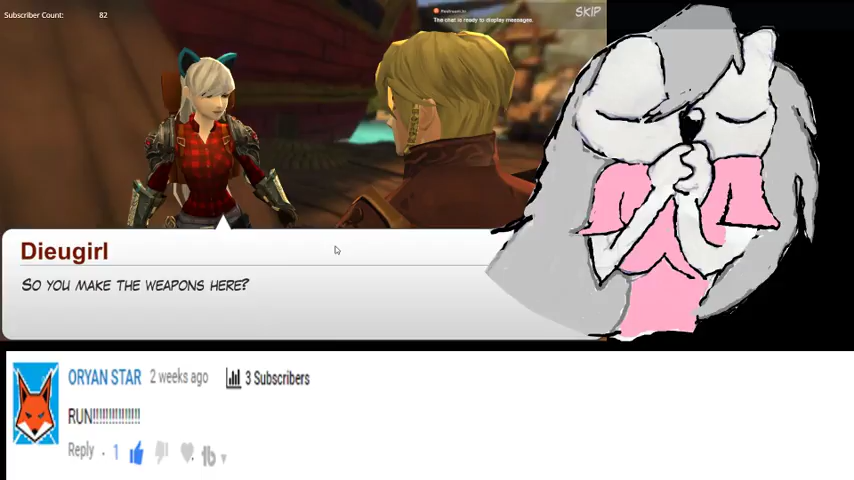 Subscriber Count: 82
The chat is ready to display messages.
SKIP
Dieugirl
SO YOU MAKE THE WEAPONS HERE?
ORYAN STAR 2 weeks ago 3 Subscribers
RUN!!!!!!!!!!!!!!!
Reply · 1